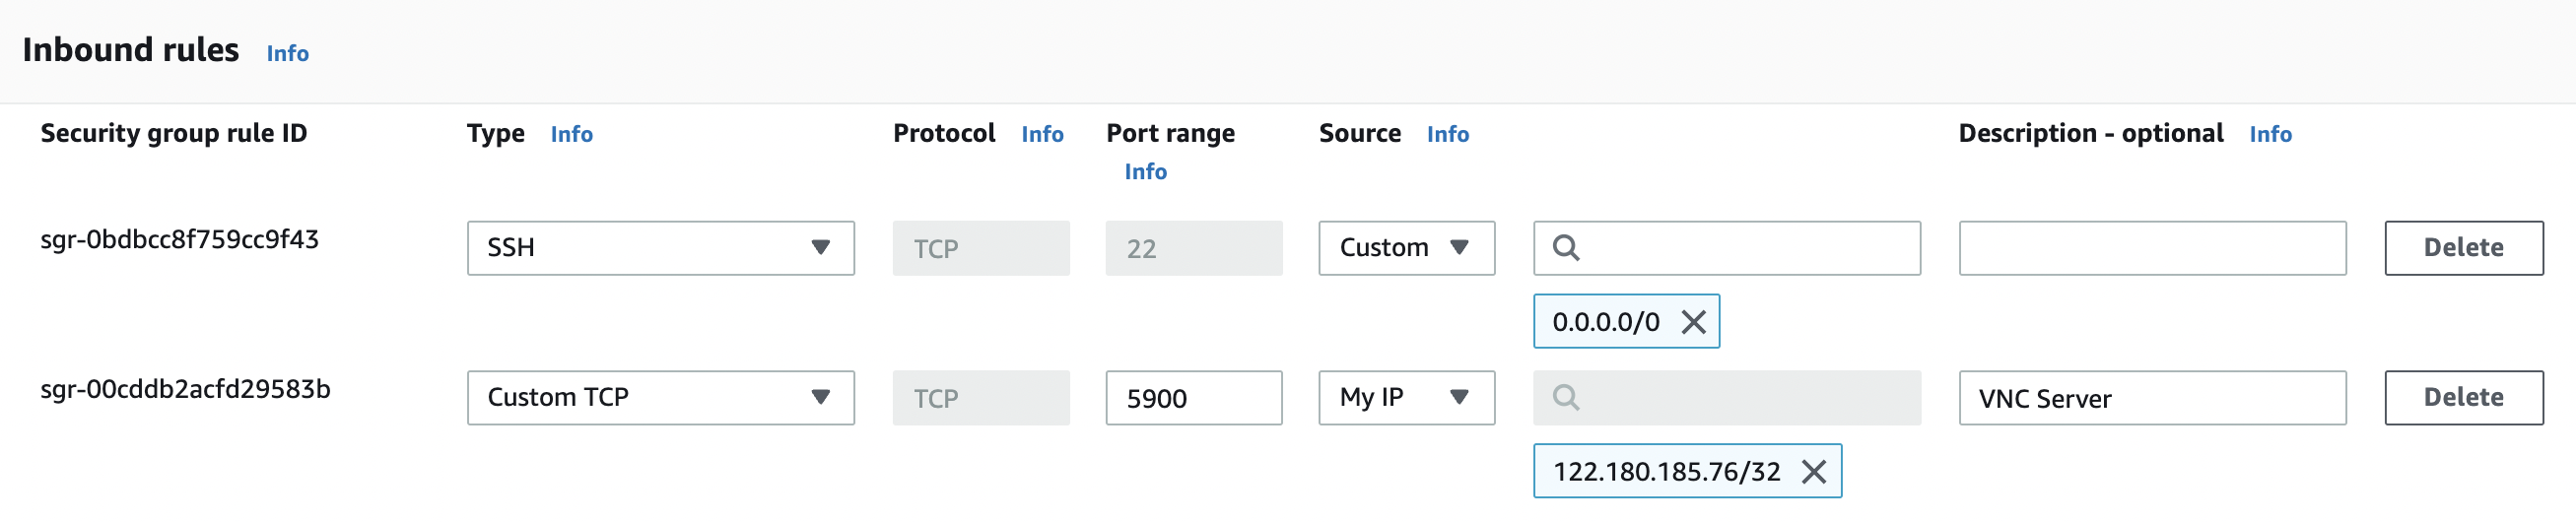 Inbound rules Info
Security group rule ID Type Info Protocol Info Port range Info Source Info Description - optional Info
sgr-0bdbcc8f759cc9f43 SSH TCP 22 Custom Delete
0.0.0.0/0
sgr-00cddb2acfd29583b Custom TCP TCP 5900 My IP VNC Server Delete
122.180.185.76/32